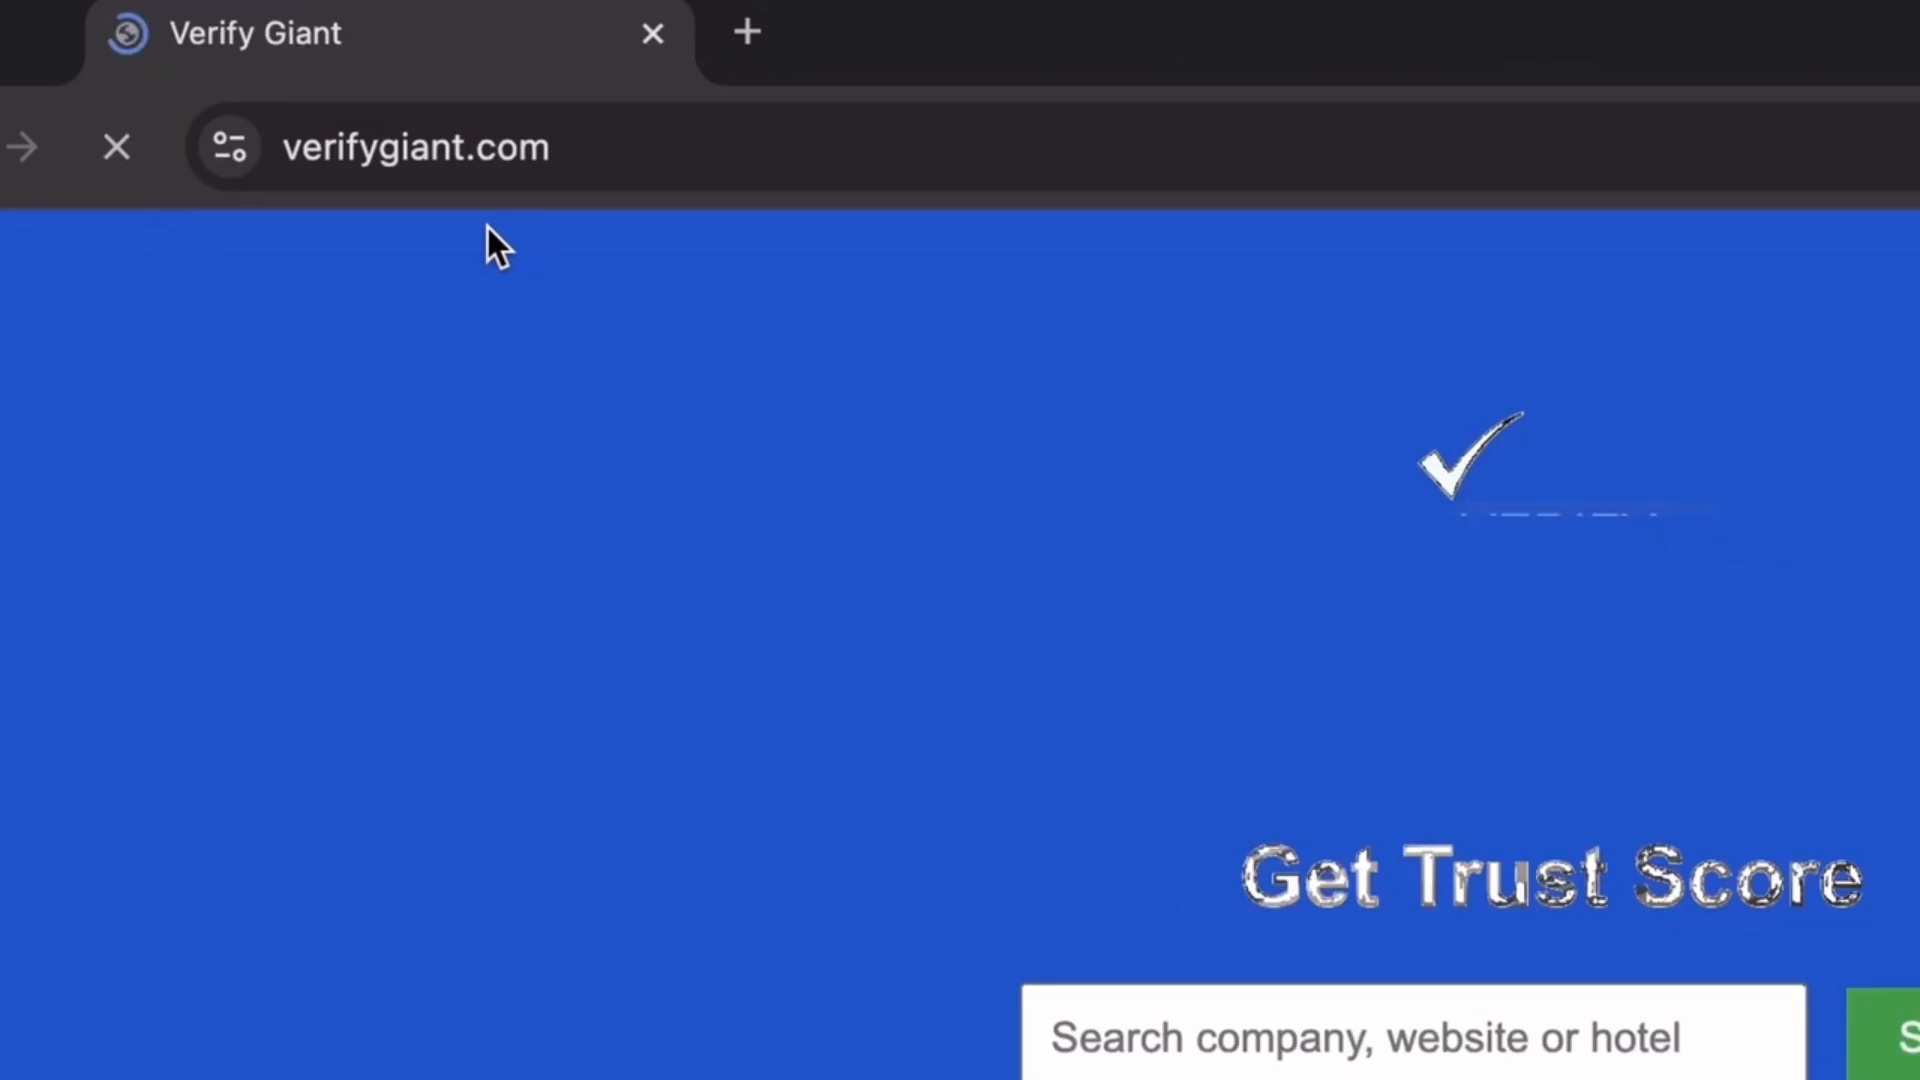 Verify Giant
verifygiant.com
Get Trust Score
Search company, website or hotel
S